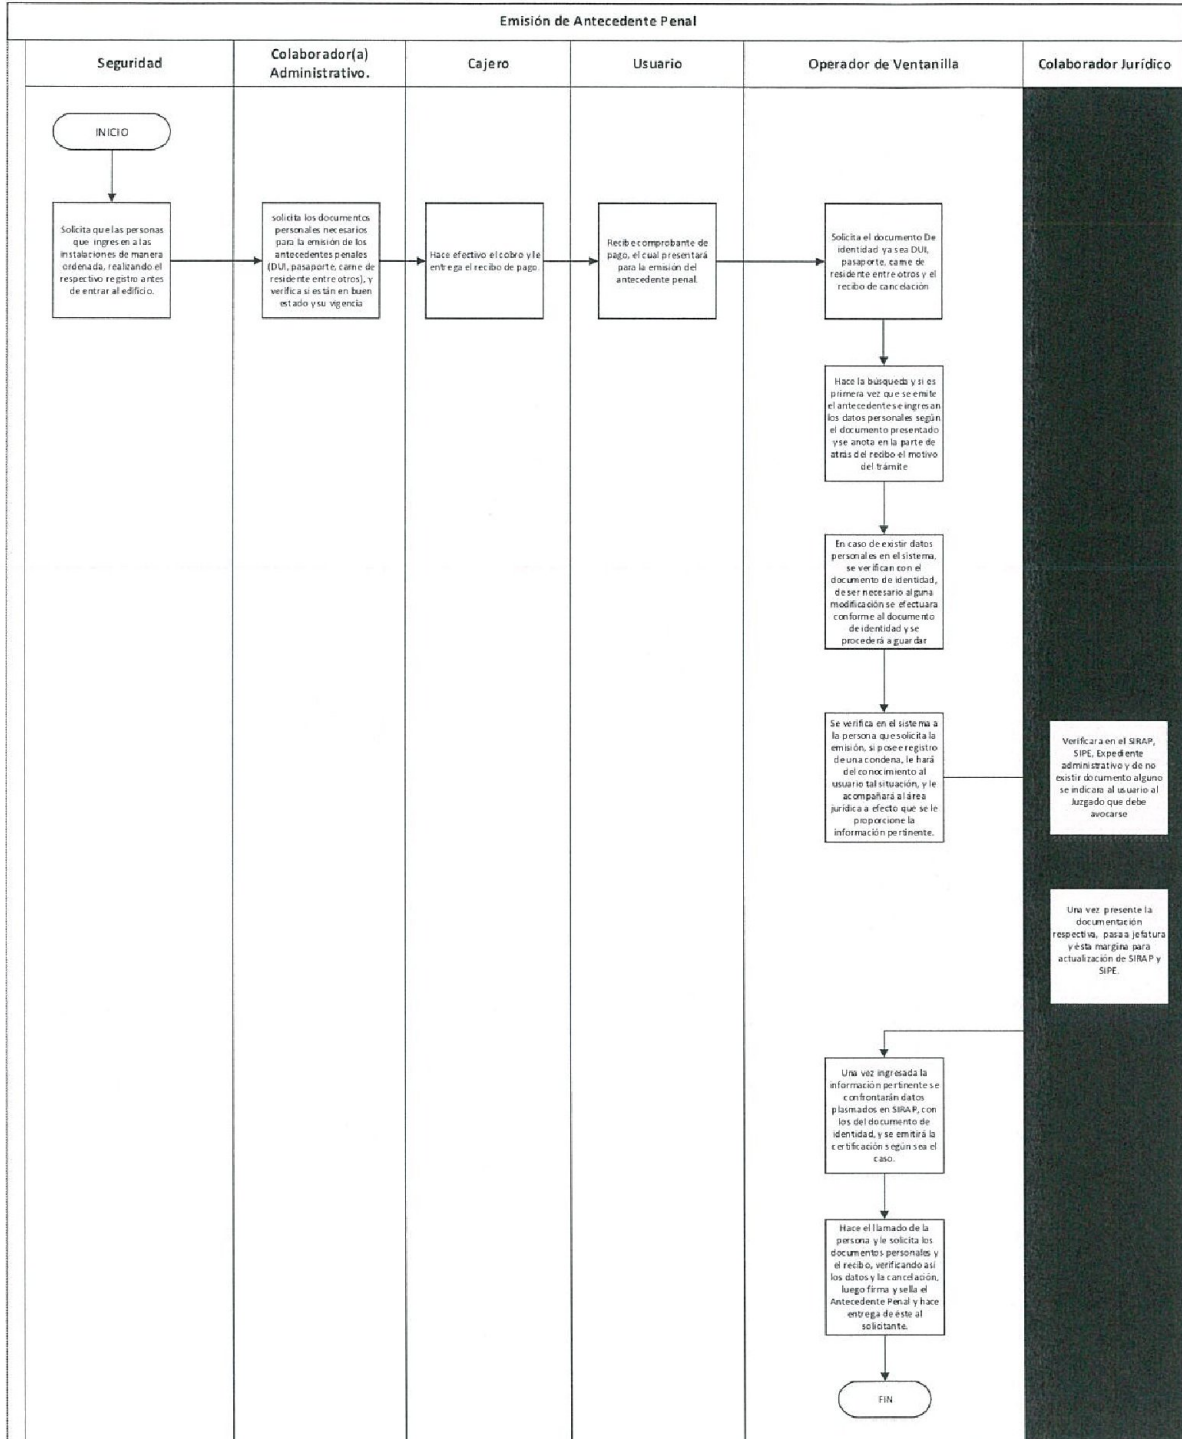 Emisión de Antecedente Penal
Seguridad
Colaborador(a)
Administrativo.
Cajero
Usuario
Operador de Ventanilla
Colaborador Jurídico
INICIO
Solicita que las personas
que ingresen a las
instalaciones de manera
ordenada, realizando el
respectivo registro antes
de entrar al edificio.
solicita los documentos
personales necesarios
para la emisión de los
antecedentes penales
(DUI, pasaporte, carne de
residente entre otros), y
verifica si están en buen
estado y su vigencia
Hace efectivo el cobro y le
entrega el recibo de pago.
Recibe comprobante de
pago, el cual presentará
para la emisión del
antecedente penal.
Solicita el documento De
identidad ya sea DUI,
pasaporte, carne de
residente entre otros y el
recibo de cancelación
Hace la búsqueda y si es
primera vez que se emite
el antecedente se ingresan
los datos personales según
el documento presentado
y se anota en la parte de
atrás del recibo el motivo
del trámite
En caso de existir datos
personales en el sistema,
se verifican con el
documento de identidad,
de ser necesario alguna
modificación se efectuara
conforme al documento
de identidad y se
procederá a guardar
Se verifica en el sistema a
la persona que solicita la
emisión, si posee registro
de una condena, le hará
del conocimiento al
usuario tal situación, y le
acompañará al área
jurídica a efecto que se le
proporcione la
información pertinente.
Verificara en el SIRAP,
SIPE, Expediente
administrativo y de no
existir documento alguno
se indicara al usuario al
Juzgado que debe
avocarse
Una vez presente la
documentación
respectiva, pasa a jefatura
y ésta margina para
actualización de SIRAP y
SIPE.
Una vez ingresada la
información pertinente se
confrontarán datos
plasmados en SIRAP, con
los del documento de
identidad, y se emitirá la
certificación según sea el
caso.
Hace el llamado de la
persona y le solicita los
documentos personales y
el recibo, verificando así
los datos y la cancelación,
luego firma y sella el
Antecedente Penal y hace
entrega de éste al
solicitante.
FIN